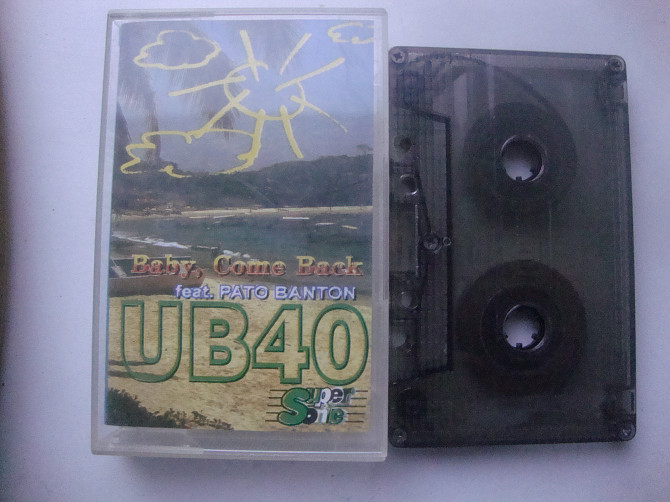 Baby, Come Back
feat. PATO BANTON
UB40
Super
Sonic